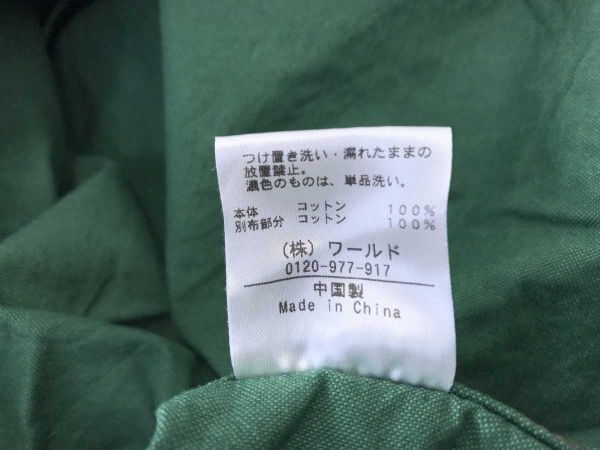 つけ置き洗い・濡れたままの
放置禁止。
濃色のものは、単品洗い。
本体 コットン 100%
別布部分 コットン 100%
(株) ワールド
0120-977-917
中国製
Made in China